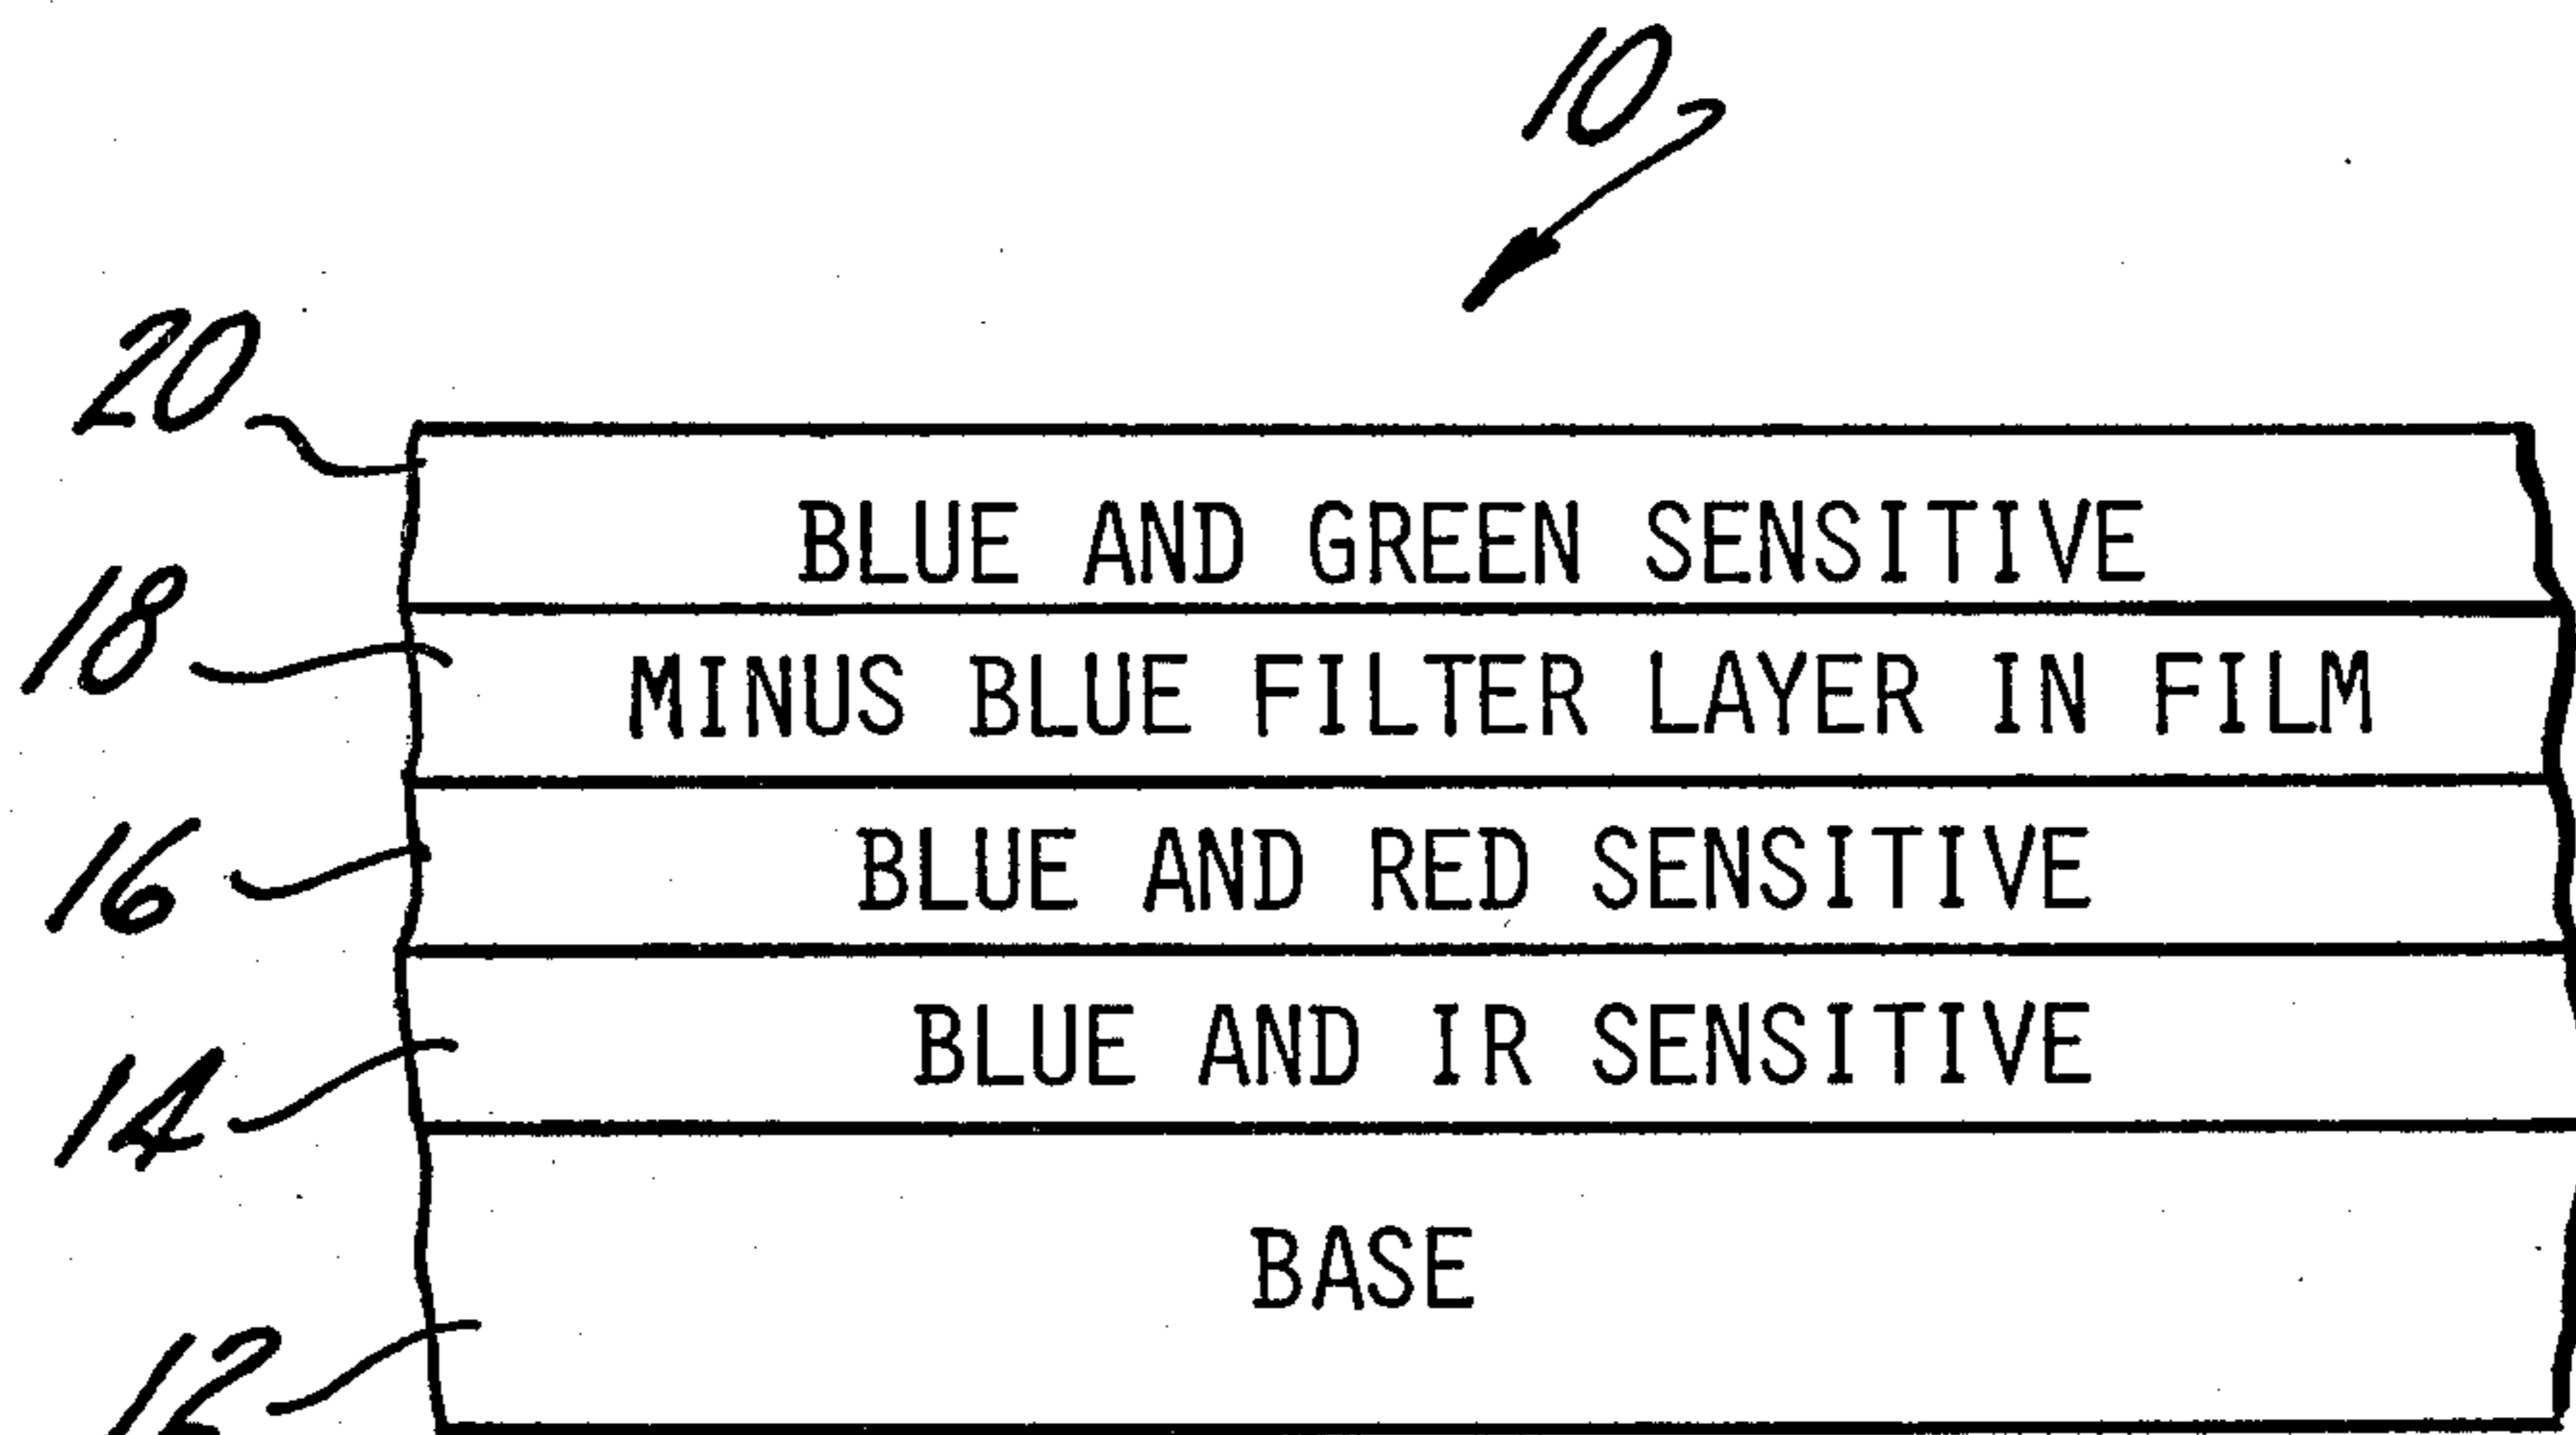 10
20
BLUE AND GREEN SENSITIVE
18
MINUS BLUE FILTER LAYER IN FILM
16
BLUE AND RED SENSITIVE
14
BLUE AND IR SENSITIVE
BASE
12